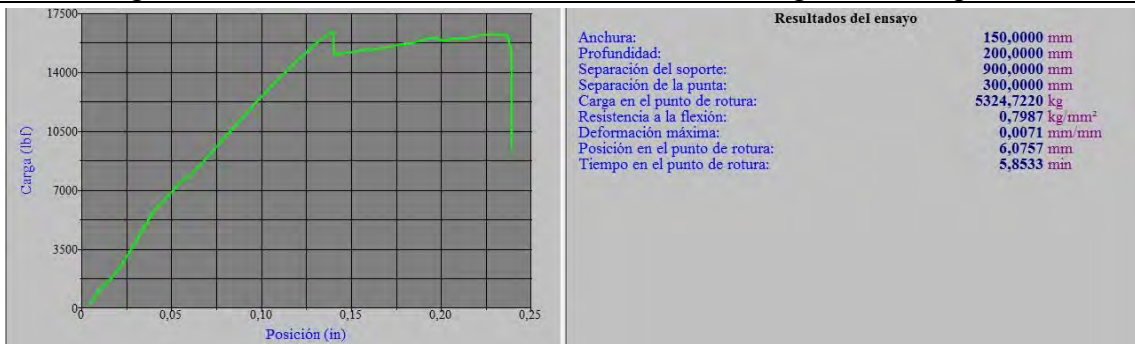 17500
14000
10500
7000
3500
0
0
0,05
0,10
0,15
0,20
0,25
Carga (lbf)
Posición (in)
Resultados del ensayo
Anchura: 150,0000 mm
Profundidad: 200,0000 mm
Separación del soporte: 900,0000 mm
Separación de la punta: 300,0000 mm
Carga en el punto de rotura: 5324,7220 kg
Resistencia a la flexión: 0,7987 kg/mm²
Deformación máxima: 0,0071 mm/mm
Posición en el punto de rotura: 6,0757 mm
Tiempo en el punto de rotura: 5,8533 min